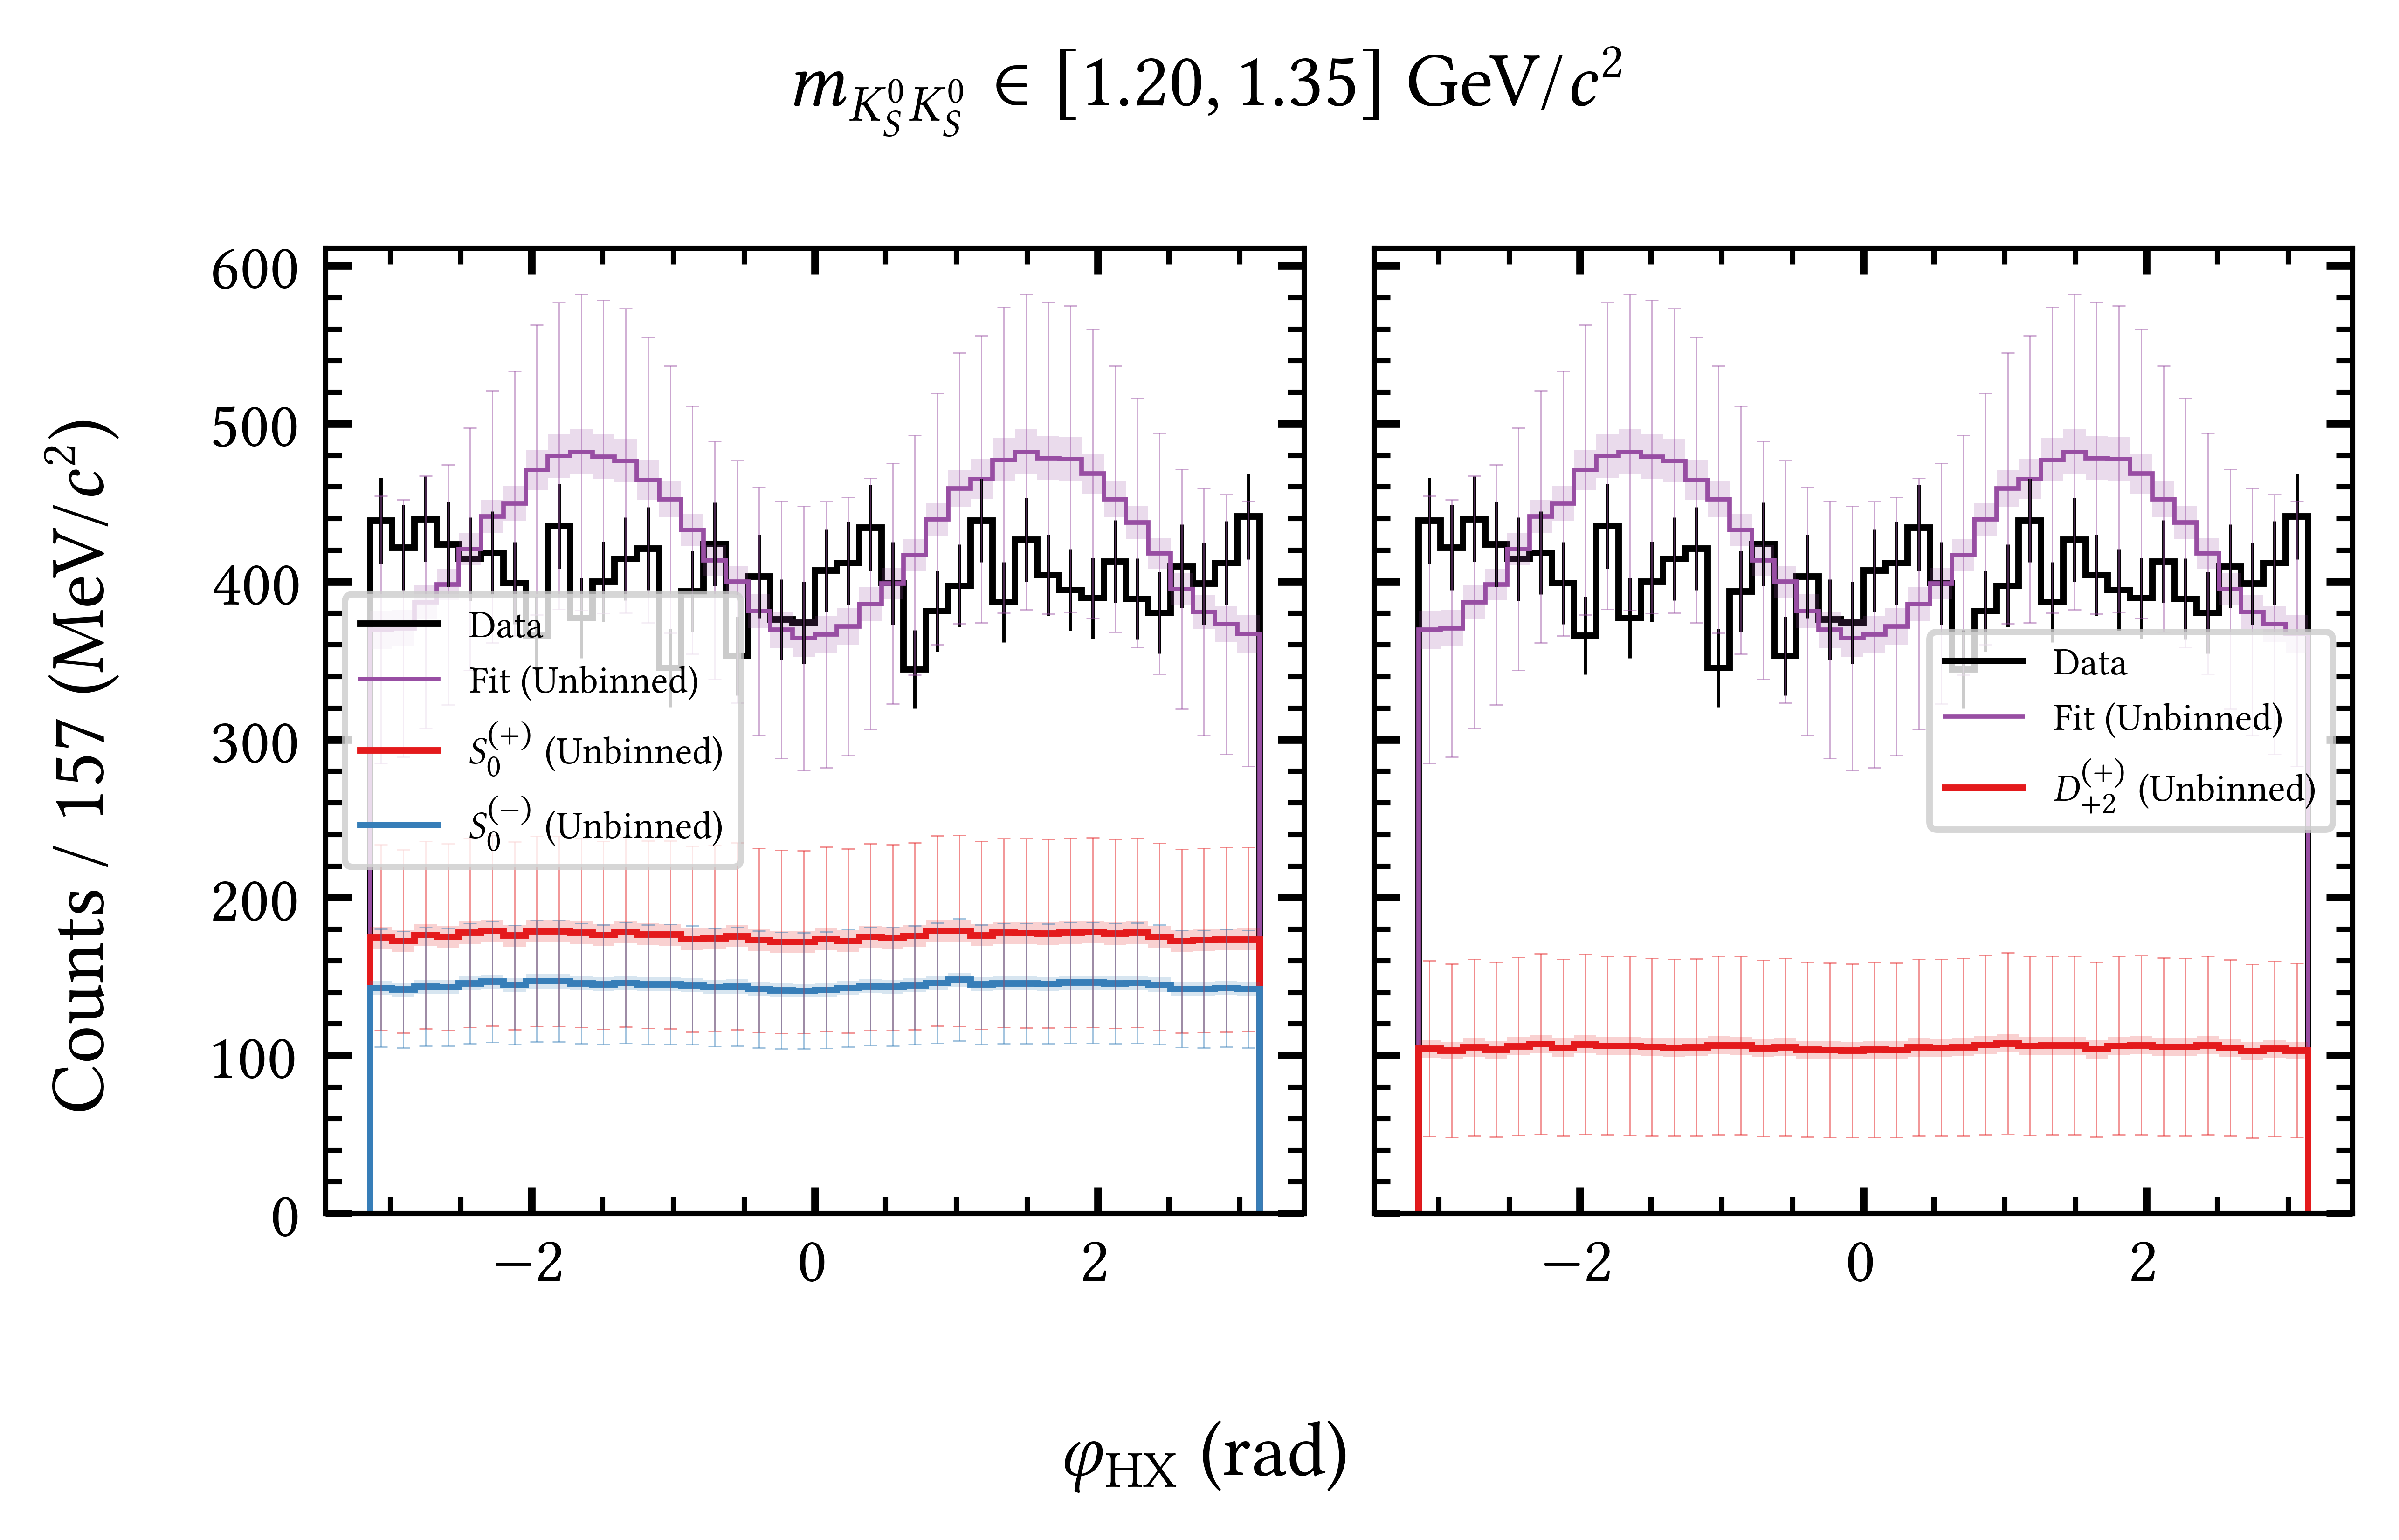 m_{K_S^0 K_S^0} ∈ [1.20, 1.35] GeV/c²
Counts / 157 (MeV/c²)
600
500
400
300
200
100
0
Data
Fit (Unbinned)
S_0^{(+)} (Unbinned)
S_0^{(−)} (Unbinned)
−2 0 2
Data
Fit (Unbinned)
D_{+2}^{(+)} (Unbinned)
−2 0 2
φ_{HX} (rad)